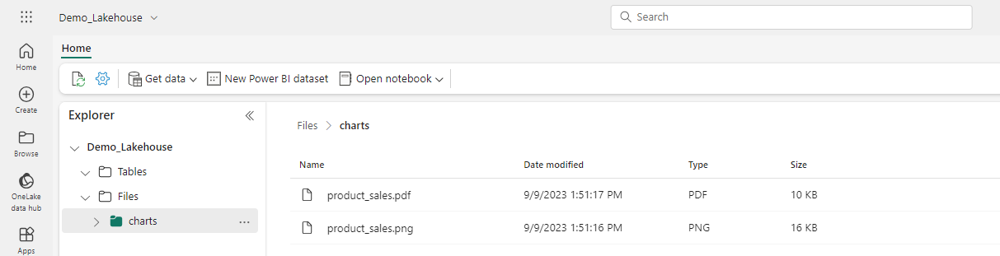 Demo_Lakehouse
Search
Home
Create
Browse
OneLake
data hub
Apps
Home
Get data
New Power BI dataset
Open notebook
Explorer
Demo_Lakehouse
Tables
Files
charts
Files > charts
Name Date modified Type Size
product_sales.pdf 9/9/2023 1:51:17 PM PDF 10 KB
product_sales.png 9/9/2023 1:51:16 PM PNG 16 KB